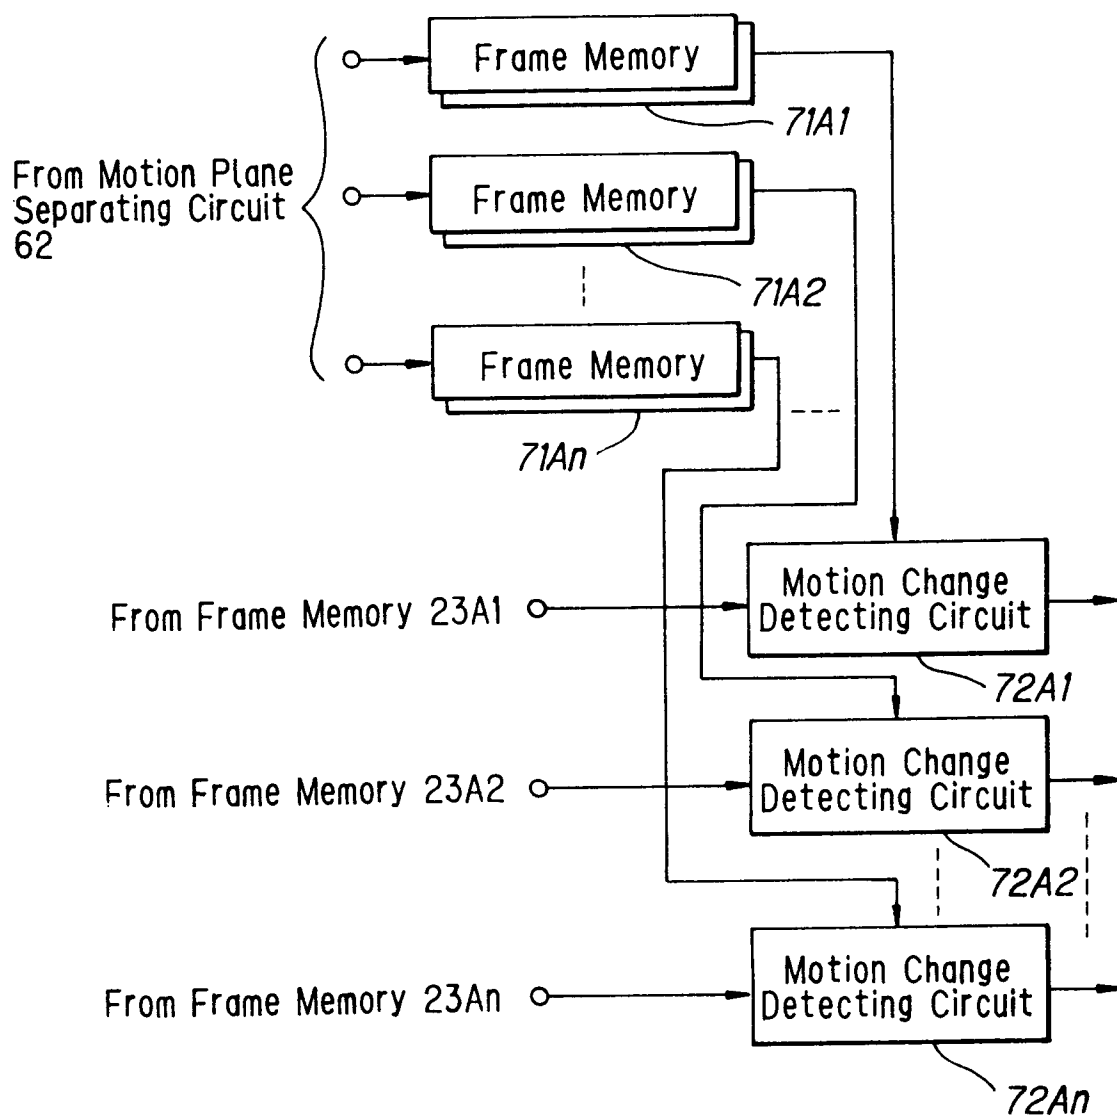 Frame Memory
71A1
From Motion Plane
Separating Circuit
62
Frame Memory
71A2
Frame Memory
71An
Motion Change
Detecting Circuit
From Frame Memory 23A1
72A1
Motion Change
Detecting Circuit
From Frame Memory 23A2
72A2
Motion Change
Detecting Circuit
From Frame Memory 23An
72An